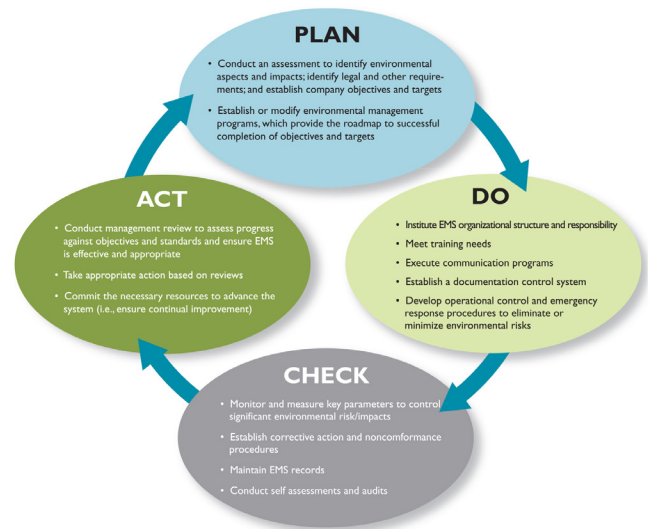 PLAN
• Conduct an assessment to identify environmental
aspects and impacts; identify legal and other require-
ments; and establish company objectives and targets
• Establish or modify environmental management
programs, which provide the roadmap to successful
completion of objectives and targets
DO
• Institute EMS organizational structure and responsibility
• Meet training needs
• Execute communication programs
• Establish a documentation control system
• Develop operational control and emergency
response procedures to eliminate or
minimize environmental risks
CHECK
• Monitor and measure key parameters to control
significant environmental risk/impacts
• Establish corrective action and noncomformance
procedures
• Maintain EMS records
• Conduct self assessments and audits
ACT
• Conduct management review to assess progress
against objectives and standards and ensure EMS
is effective and appropriate
• Take appropriate action based on reviews
• Commit the necessary resources to advance the
system (i.e., ensure continual improvement)